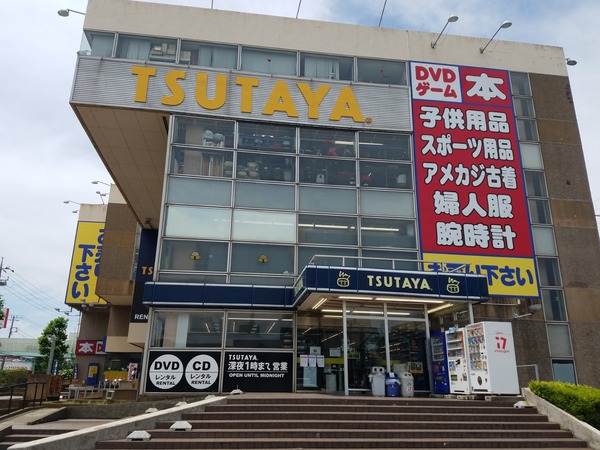 TSUTAYA
DVD
ゲーム
本
子供用品
スポーツ用品
アメカジ古着
婦人服
腕時計
下さい
TSUTAYA
下さい
DVD
レンタル
RENTAL
CD
レンタル
RENTAL
TSUTAYA
深夜1時まで営業
OPEN UNTIL MIDNIGHT
17
本